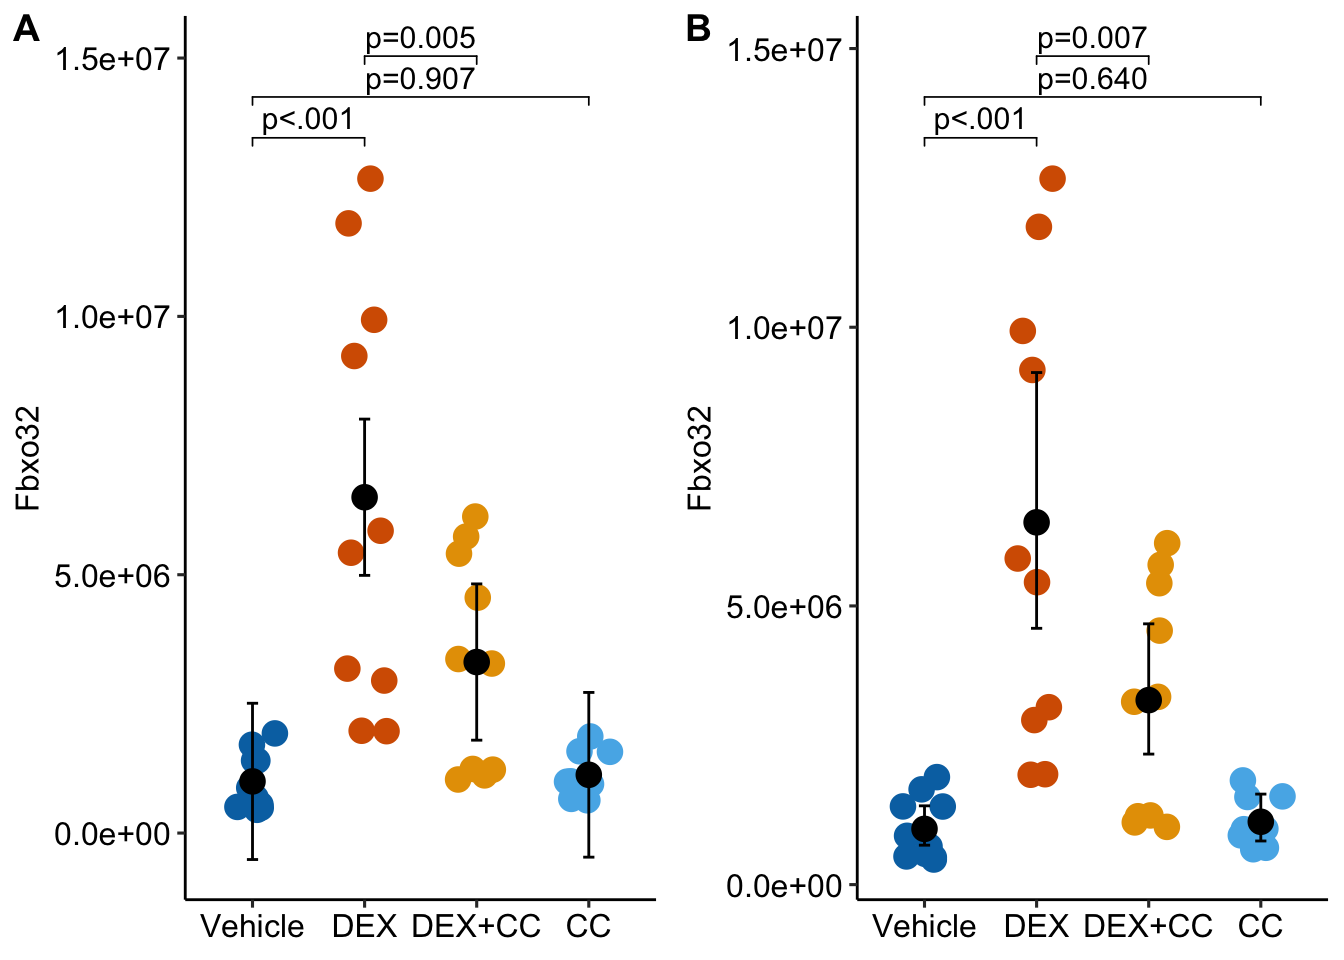 A
p=0.005
1.5e+07
p=0.907
p<.001
1.0e+07
Fbxo32
5.0e+06
0.0e+00
Vehicle DEX DEX+CC CC
B
p=0.007
1.5e+07
p=0.640
p<.001
1.0e+07
Fbxo32
5.0e+06
0.0e+00
Vehicle DEX DEX+CC CC